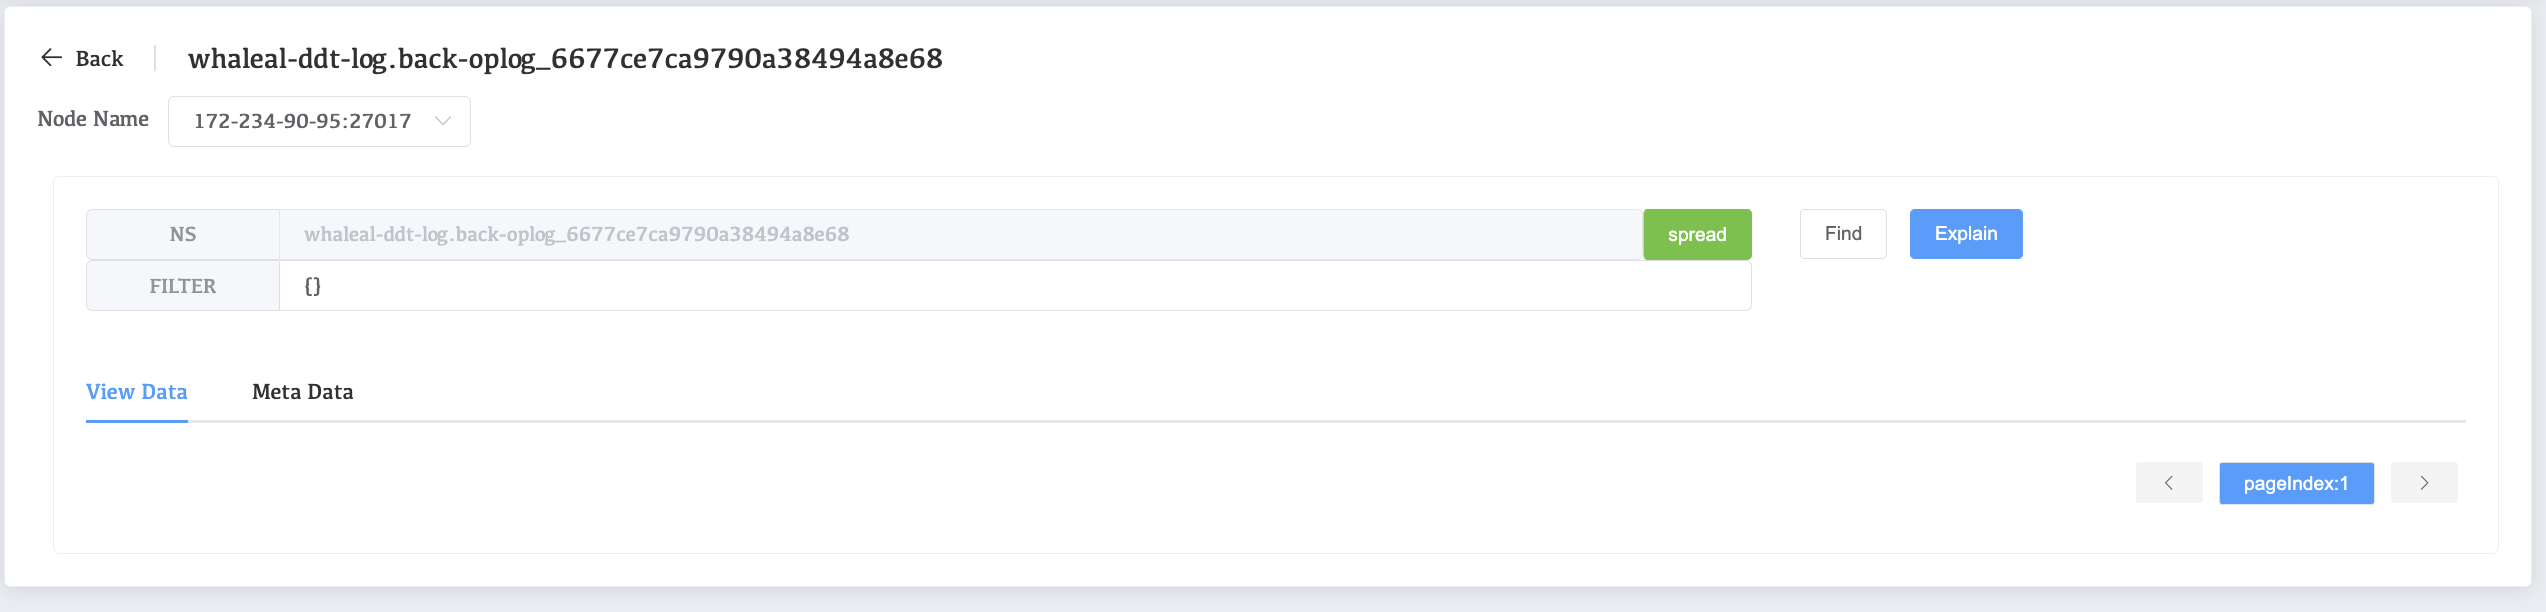 Back whaleal-ddt-log.back-oplog_6677ce7ca9790a38494a8e68
Node Name 172-234-90-95:27017
NS whaleal-ddt-log.back-oplog_6677ce7ca9790a38494a8e68 spread Find Explain
FILTER {}
View Data Meta Data
pageIndex:1